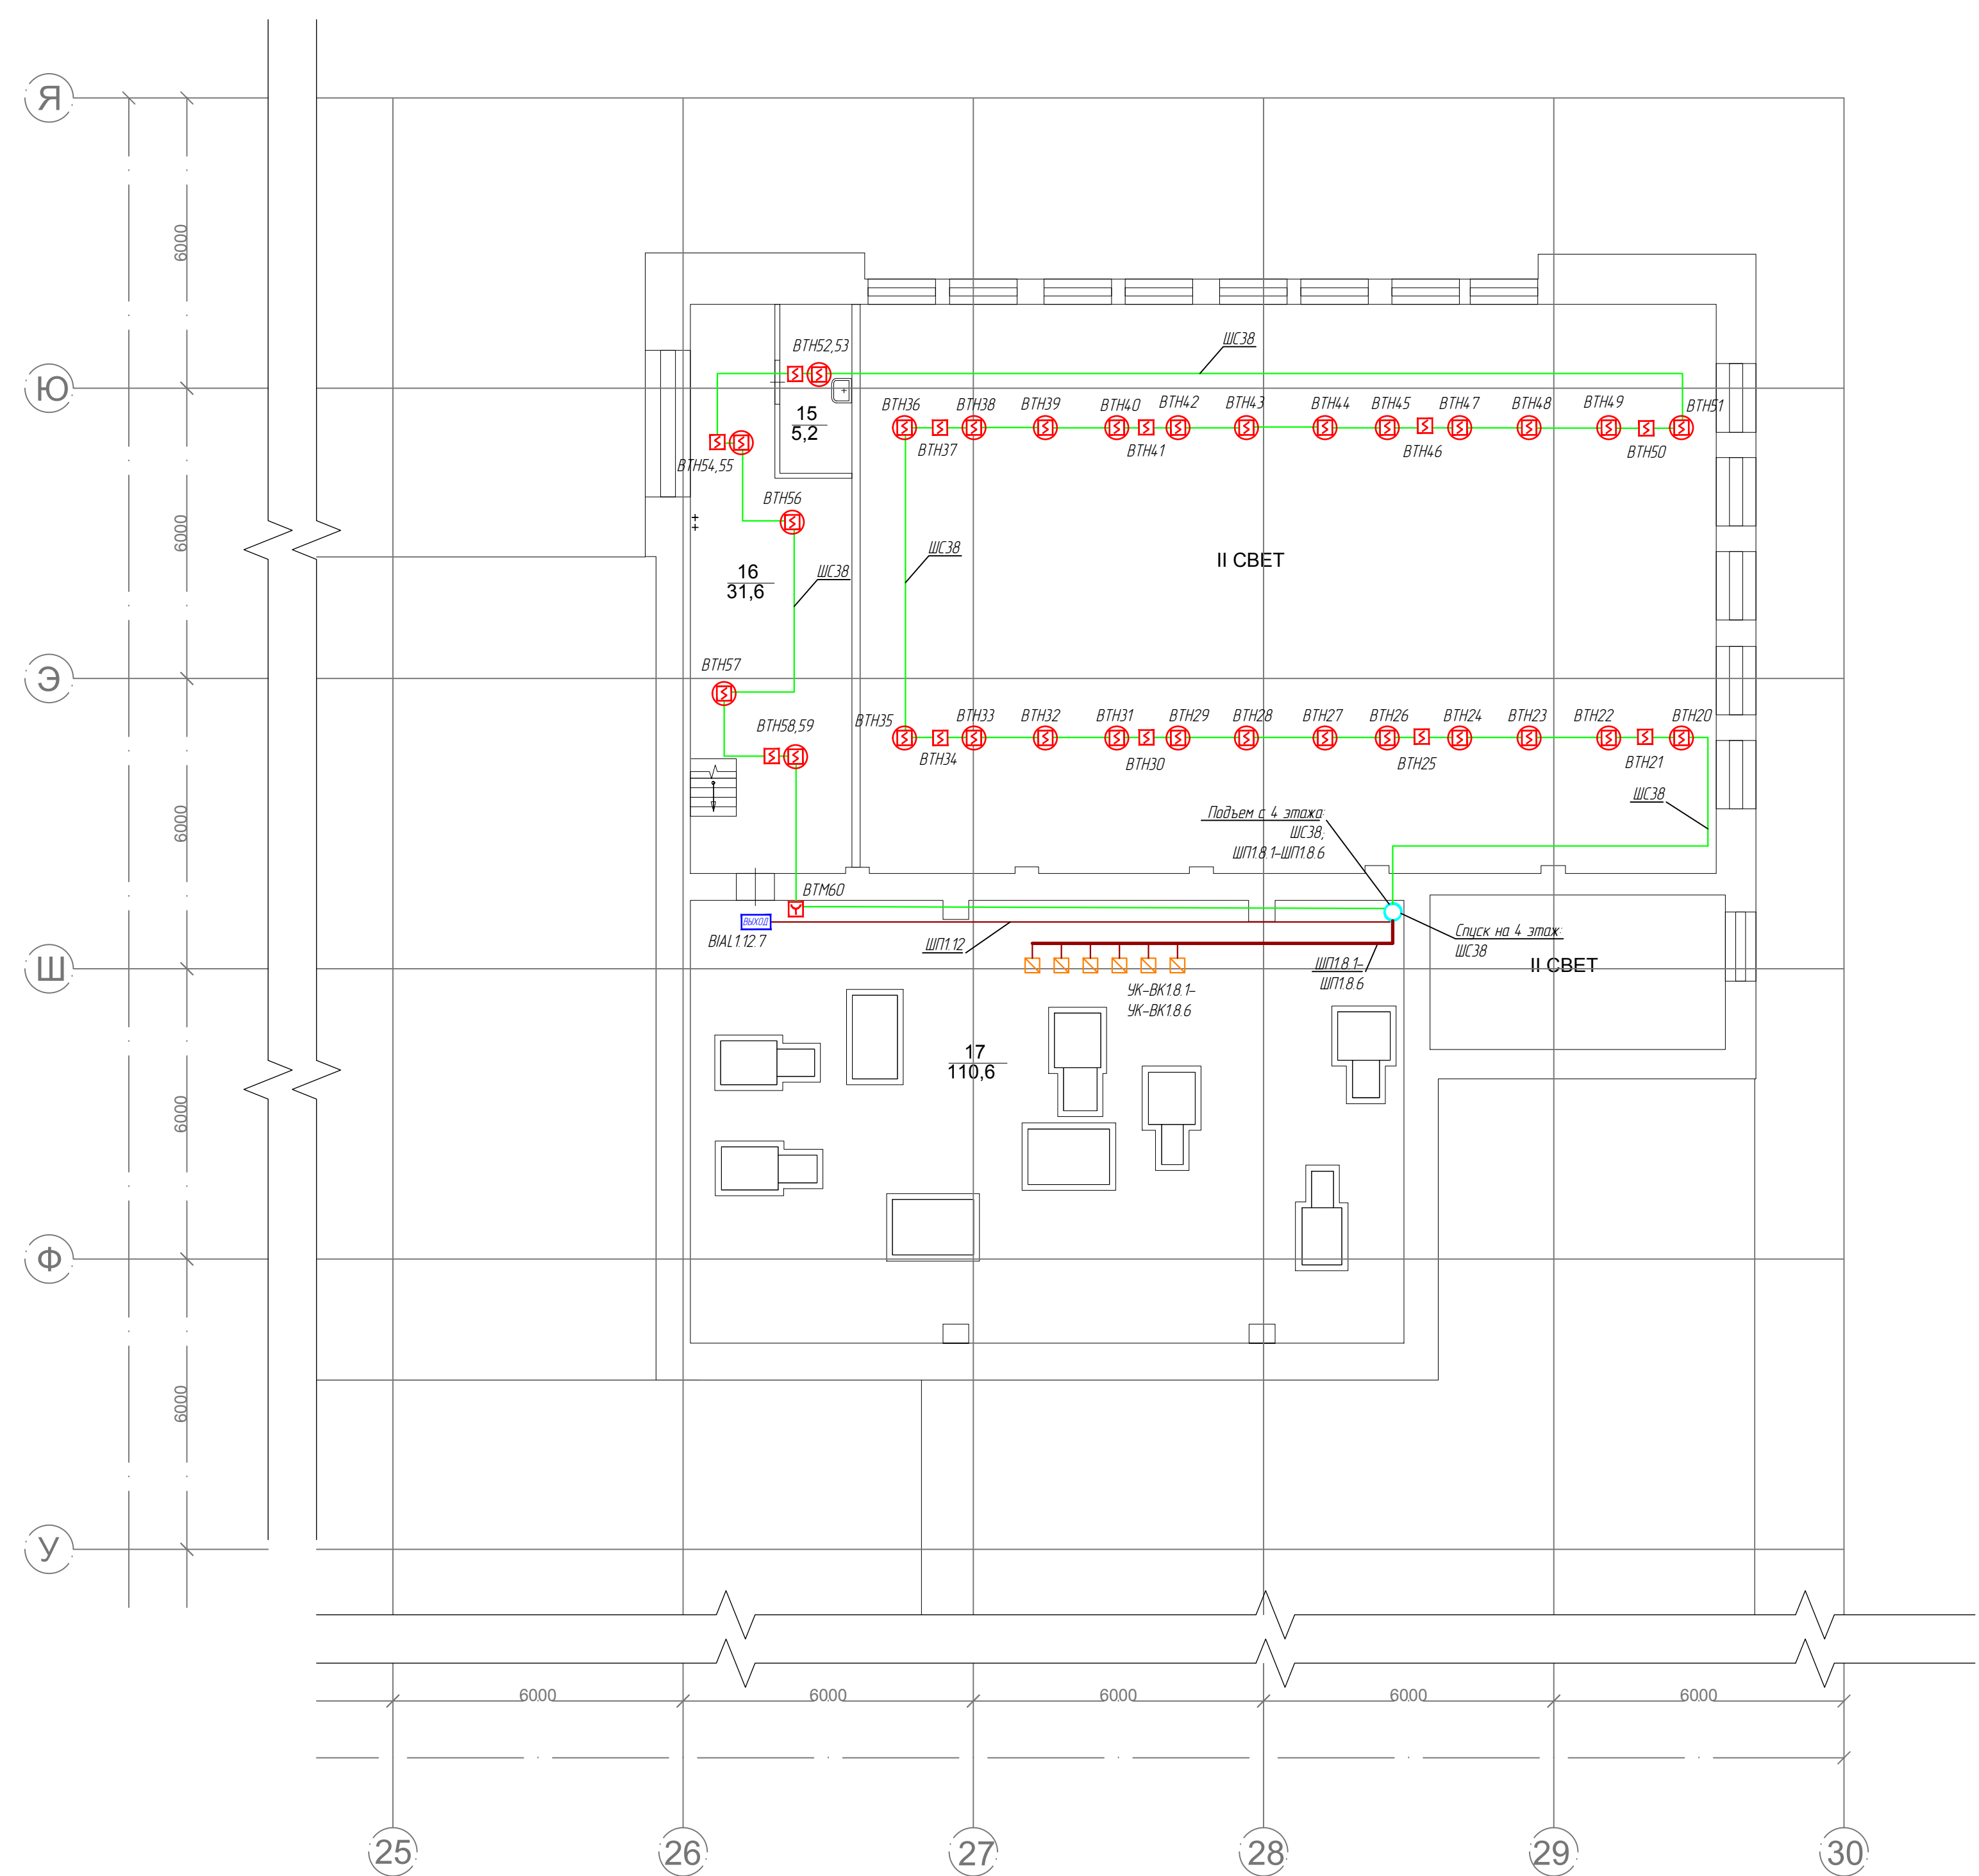 Я
6000
ШС38
ВТН52,53
Ю
15
5,2
ВТН36
ВТН38
ВТН39
ВТН40
ВТН42
ВТН43
ВТН44
ВТН45
ВТН47
ВТН48
ВТН49
ВТН51
ВТН37
ВТН41
ВТН46
ВТН50
ВТН54,55
ВТН56
6000
ШС38
II СВЕТ
16
31,6
ШС38
Э
ВТН57
ВТН58,59
ВТН35
ВТН33
ВТН32
ВТН31
ВТН29
ВТН28
ВТН27
ВТН26
ВТН24
ВТН23
ВТН22
ВТН20
ВТН34
ВТН30
ВТН25
ВТН21
ШС38
6000
Подъем с 4 этажа:
ШС38;
ШП1.8.1-ШП1.8.6
ВТМ60
ВЫХОД
BIAL1.12.7
ШП1.12
Спуск на 4 этаж:
ШС38
II СВЕТ
Ш
ШП1.8.1-
ШП1.8.6
УК-ВК1.8.1-
УК-ВК1.8.6
17
110,6
6000
Ф
6000
У
6000
6000
6000
6000
6000
25
26
27
28
29
30